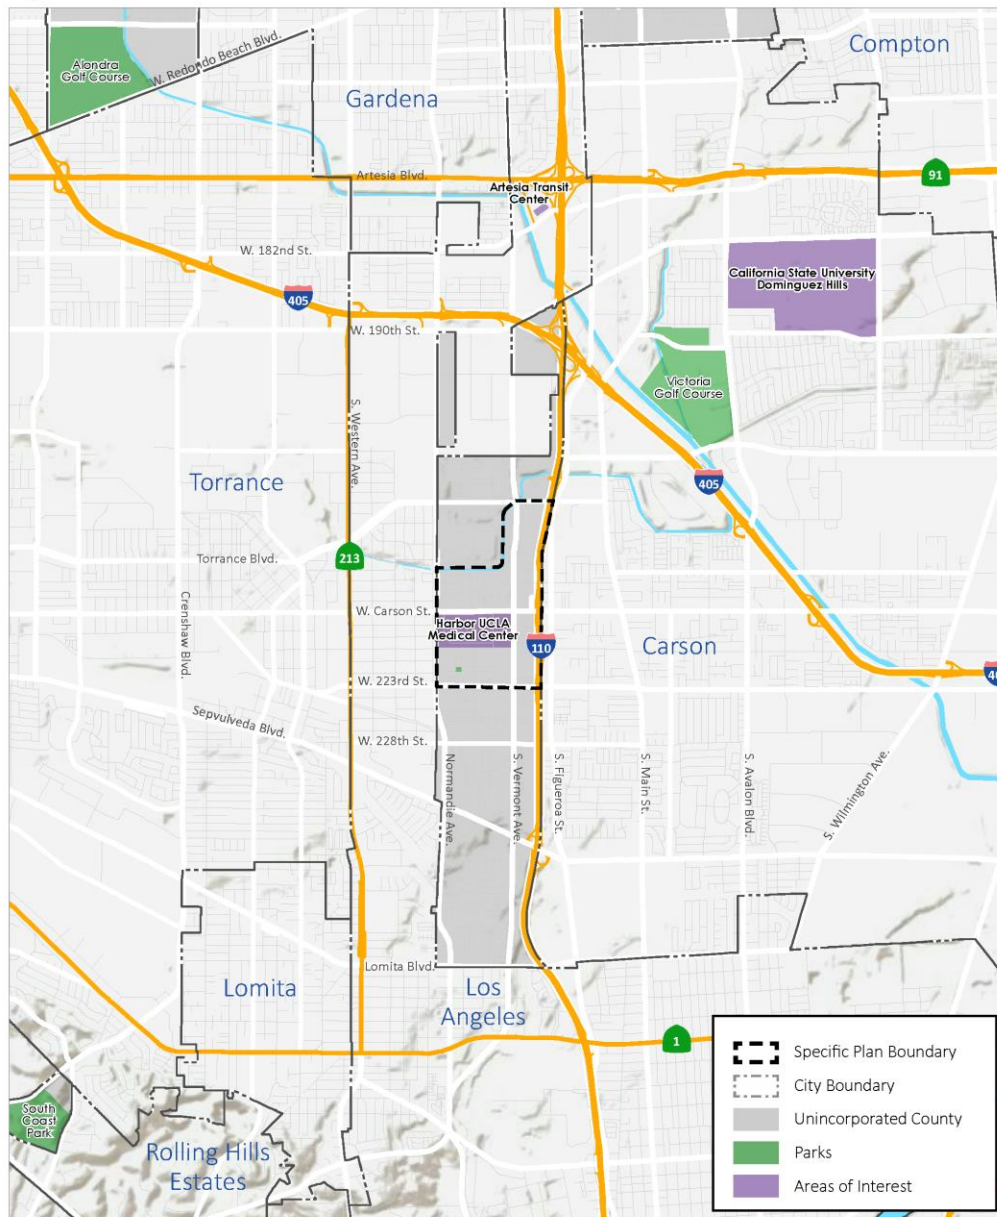 Compton
Alondra
Golf Course
W. Redondo Beach Blvd.
Gardena
Artesia Blvd.
91
Artesia Transit
Center
W. 182nd St.
California State University
Dominguez Hills
405
W. 190th St.
Victoria
Golf Course
S. Western Ave.
Torrance
405
Torrance Blvd.
213
Crenshaw Blvd.
W. Carson St.
Harbor UCLA
Medical Center
110
Carson
W. 223rd St.
40
Sepvulveda Blvd.
W. 228th St.
Normandie Ave.
S. Vermont Ave.
S. Figueroa St.
S. Main St.
S. Avalon Blvd.
S. Wilmington Ave.
Lomita Blvd.
Lomita
Los
Angeles
1
South
Coast
Park
Rolling Hills
Estates
Specific Plan Boundary
City Boundary
Unincorporated County
Parks
Areas of Interest